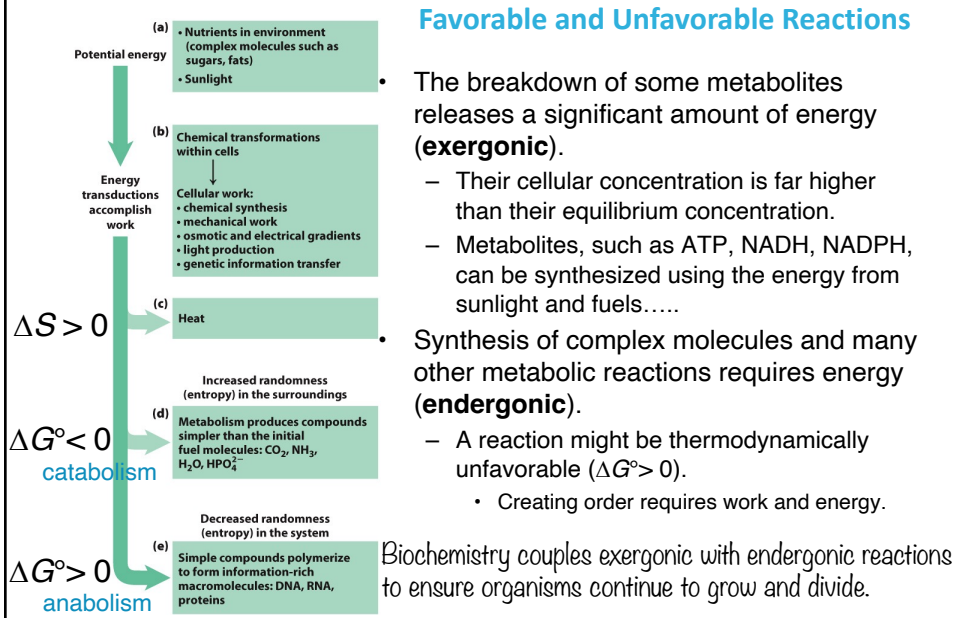 Favorable and Unfavorable Reactions
(a)
Potential energy
• Nutrients in environment
(complex molecules such as
sugars, fats)
• Sunlight
(b)
Chemical transformations
within cells
Energy
transductions
accomplish
work
Cellular work:
• chemical synthesis
• mechanical work
• osmotic and electrical gradients
• light production
• genetic information transfer
ΔS > 0
(c)
Heat
Increased randomness
(entropy) in the surroundings
ΔG°< 0
catabolism
(d)
Metabolism produces compounds
simpler than the initial
fuel molecules: CO₂, NH₃,
H₂O, HPO₄²⁻
Decreased randomness
(entropy) in the system
ΔG°> 0
anabolism
(e)
Simple compounds polymerize
to form information-rich
macromolecules: DNA, RNA,
proteins
• The breakdown of some metabolites
releases a significant amount of energy
(exergonic).
– Their cellular concentration is far higher
than their equilibrium concentration.
– Metabolites, such as ATP, NADH, NADPH,
can be synthesized using the energy from
sunlight and fuels…..
• Synthesis of complex molecules and many
other metabolic reactions requires energy
(endergonic).
– A reaction might be thermodynamically
unfavorable (ΔG°> 0).
• Creating order requires work and energy.
Biochemistry couples exergonic with endergonic reactions
to ensure organisms continue to grow and divide.